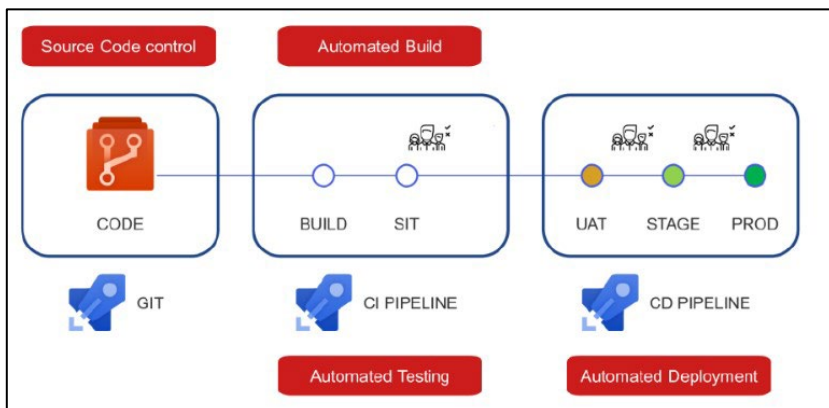 Source Code control
Automated Build
CODE
BUILD
SIT
UAT
STAGE
PROD
GIT
CI PIPELINE
CD PIPELINE
Automated Testing
Automated Deployment